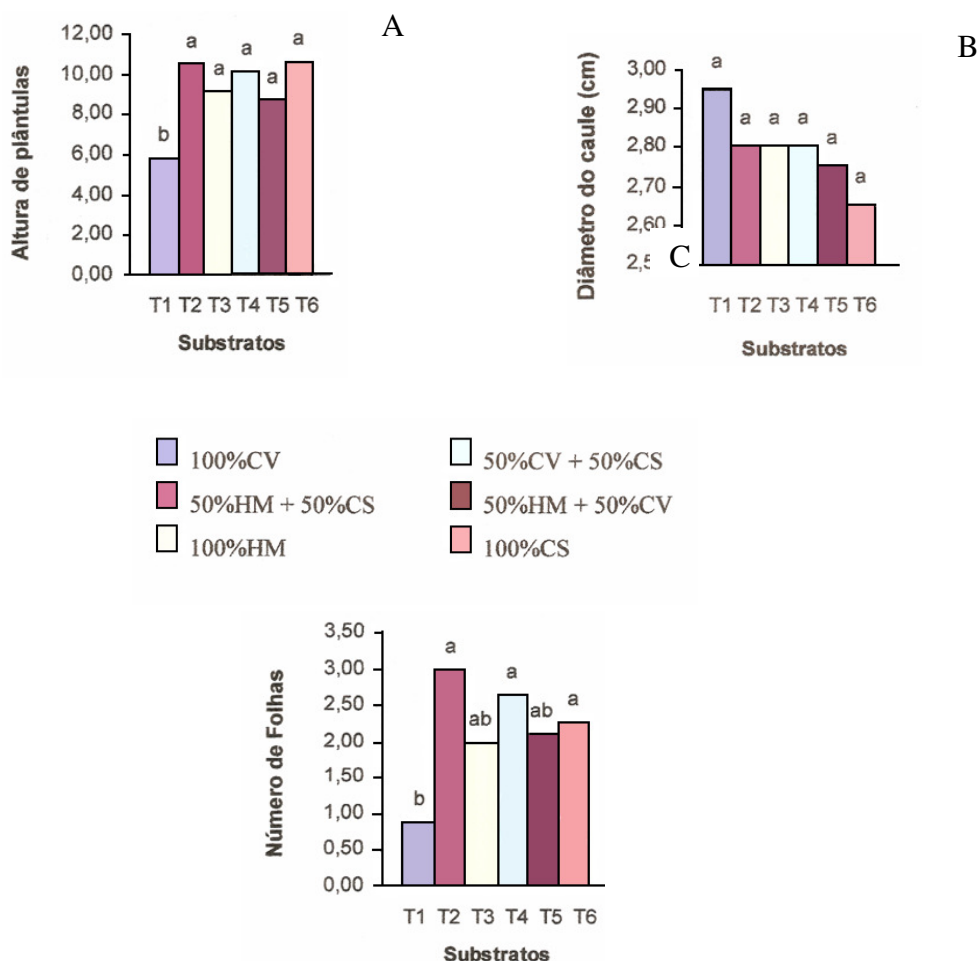 A
Altura de plântulas
12,00
10,00
8,00
6,00
4,00
2,00
0,00
b
a
a
a
a
a
T1 T2 T3 T4 T5 T6
Substratos
B
Diâmetro do caule (cm)
3,00
2,90
2,80
2,70
2,60
2,5
C
a
a
a
a
a
a
T1 T2 T3 T4 T5 T6
Substratos
100%CV
50%HM + 50%CS
100%HM
50%CV + 50%CS
50%HM + 50%CV
100%CS
Número de Folhas
3,50
3,00
2,50
2,00
1,50
1,00
0,50
0,00
b
a
ab
a
ab
a
T1 T2 T3 T4 T5 T6
Substratos